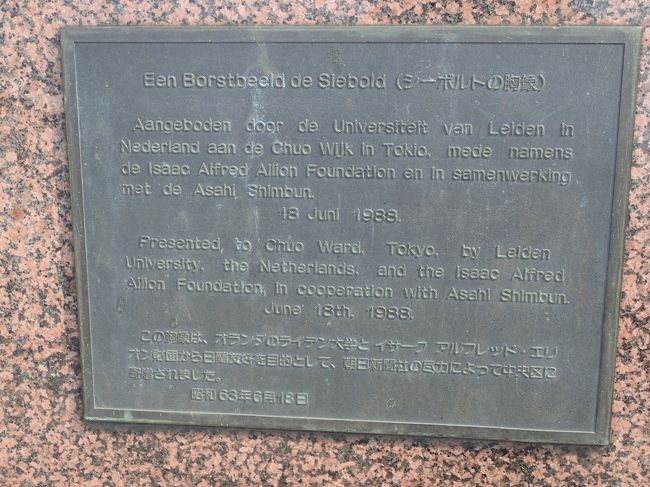 Een Borstbeeld de Siebold (シーボルトの胸像)
Aangeboden door de Universiteit van Leiden in
Nederland aan de Chuo Wijk in Tokio, mede namens
de Isaac Alfred Ailion Foundation en in samenwerking
met de Asahi Shimbun.
18 Juni 1988.
Presented, to Chuo Ward, Tokyo, by Leiden
University, the Netherlands, and the Isaac Alfred
Ailion Foundation, in cooperation with Asahi Shimbun.
June 18th, 1988.
この胸像は、オランダのライデン大学とイサーク アルフレッド・エリ
オン財団から日蘭友好を目的として、朝日新聞社の尽力によって中央区に
寄贈されました。
昭和63年6月18日